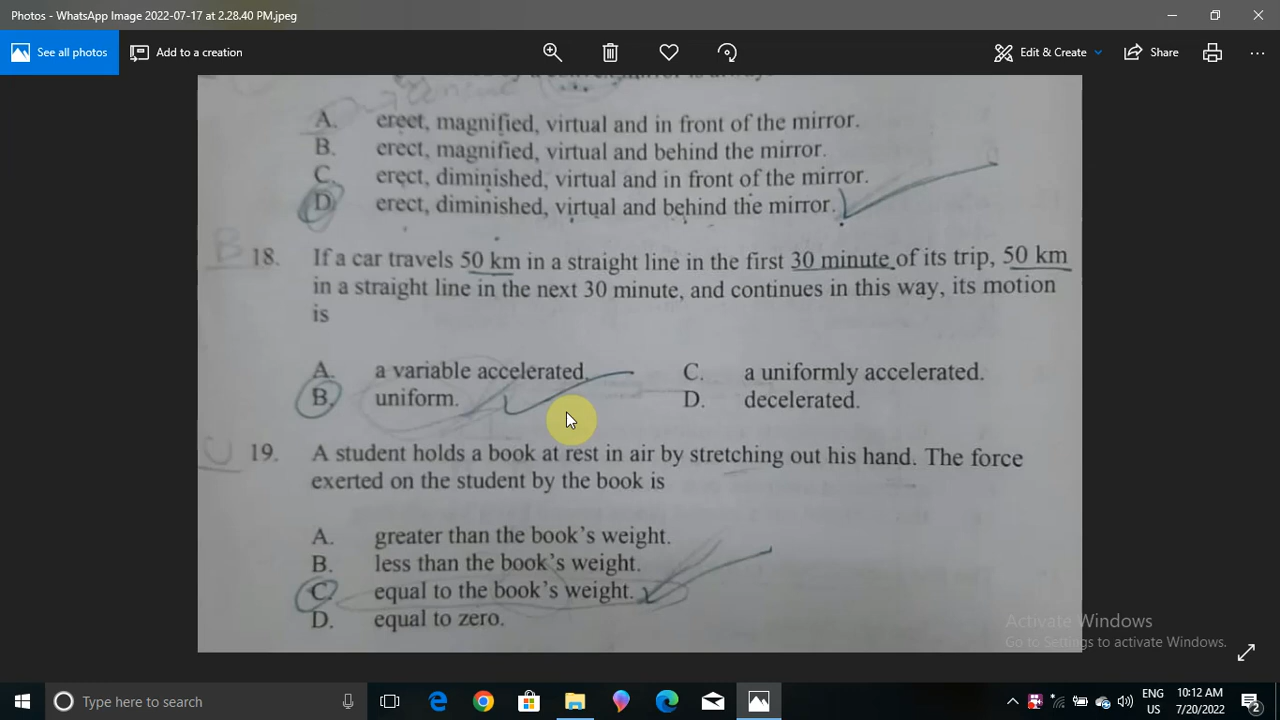 Photos - WhatsApp Image 2022-07-17 at 2.28.40 PM.jpeg
See all photos
Add to a creation
Edit & Create
Share
A. erect, magnified, virtual and in front of the mirror.
B. erect, magnified, virtual and behind the mirror.
C. erect, diminished, virtual and in front of the mirror.
D. erect, diminished, virtual and behind the mirror.
B
18. If a car travels 50 km in a straight line in the first 30 minute of its trip, 50 km
in a straight line in the next 30 minute, and continues in this way, its motion
is
A. a variable accelerated. C. a uniformly accelerated.
B. uniform. D. decelerated.
19. A student holds a book at rest in air by stretching out his hand. The force
exerted on the student by the book is
A. greater than the book's weight.
B. less than the book's weight.
C. equal to the book's weight.
D. equal to zero.
Activate Windows
Go to Settings to activate Windows.
Type here to search
ENG
US
10:12 AM
7/20/2022
2